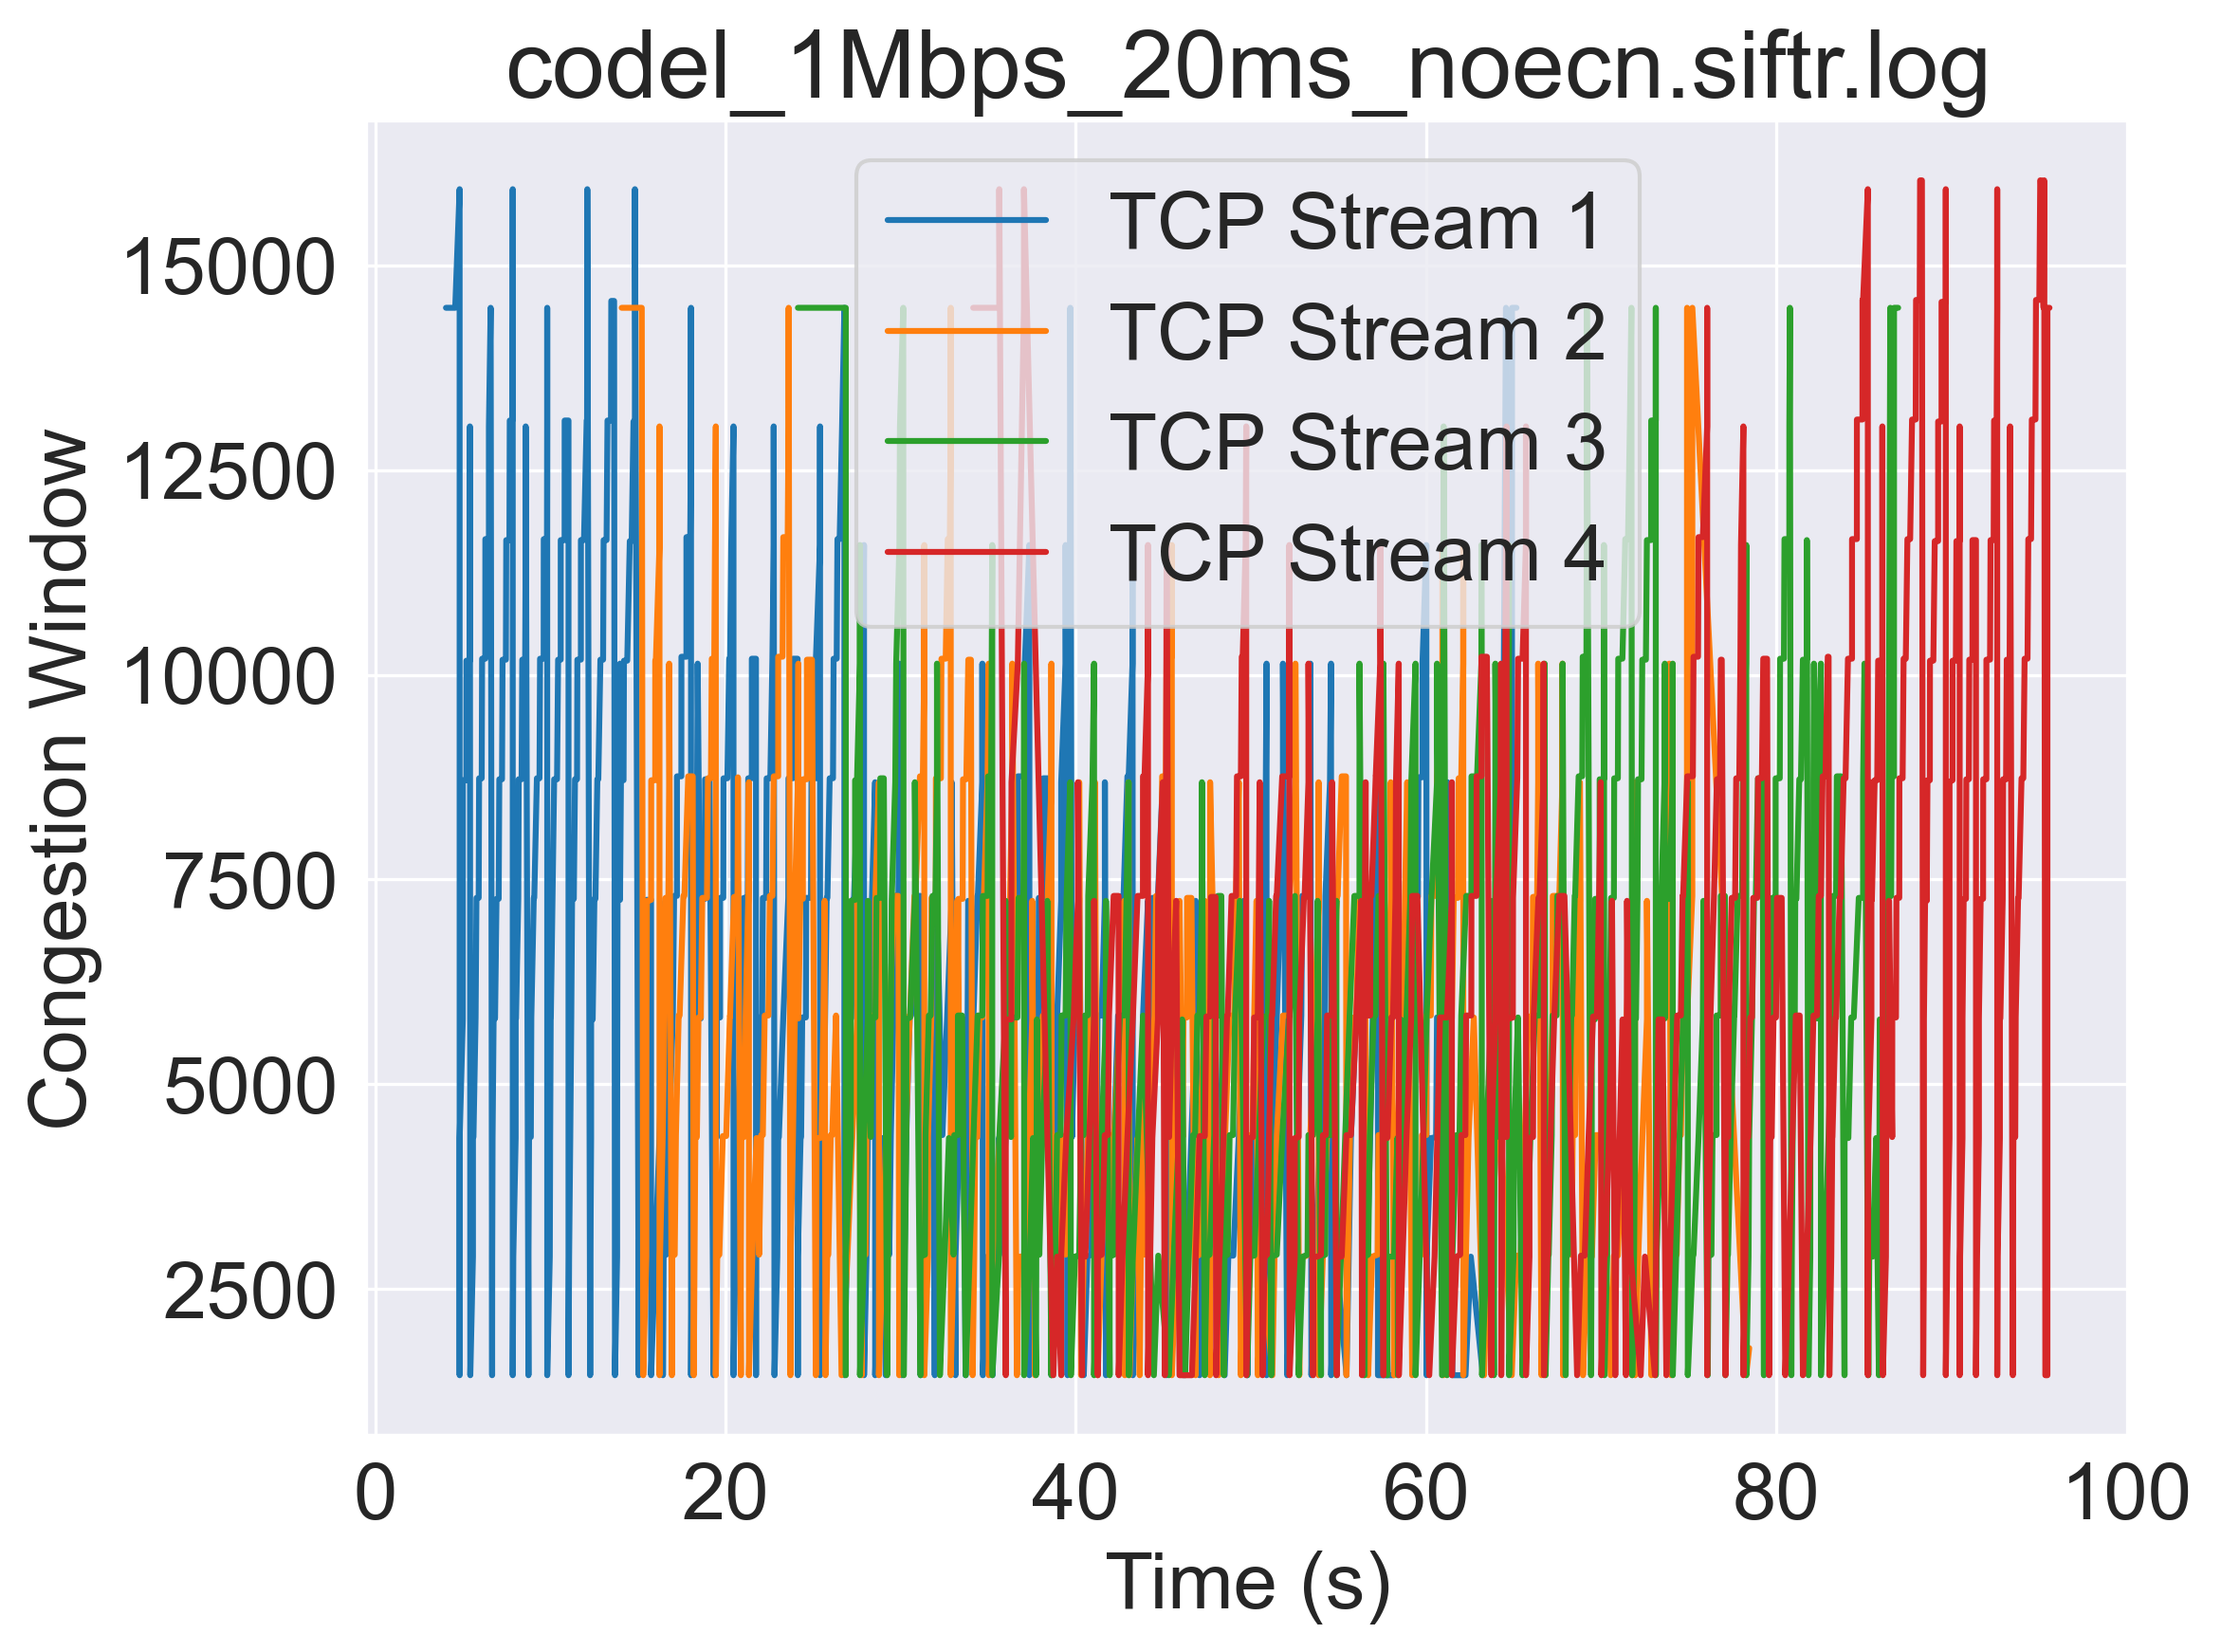 codel_1Mbps_20ms_noecn.siftr.log
Congestion Window
15000
12500
10000
7500
5000
2500
TCP Stream 1
TCP Stream 2
TCP Stream 3
TCP Stream 4
0 20 40 60 80 100
Time (s)